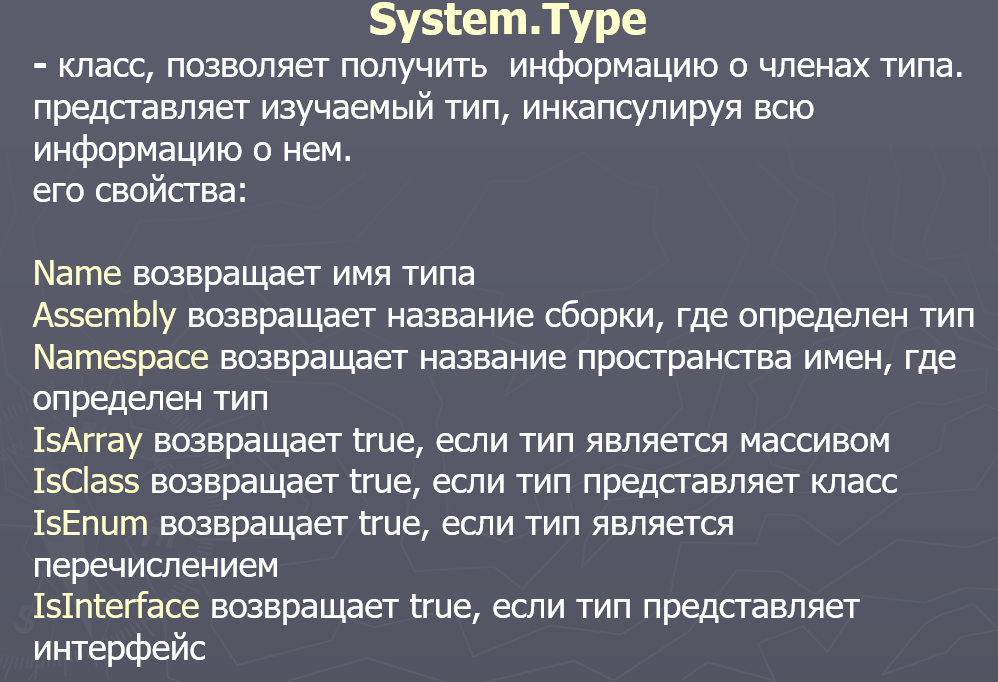 System.Type
- класс, позволяет получить информацию о членах типа.
представляет изучаемый тип, инкапсулируя всю
информацию о нем.
его свойства:
Name возвращает имя типа
Assembly возвращает название сборки, где определен тип
Namespace возвращает название пространства имен, где
определен тип
IsArray возвращает true, если тип является массивом
IsClass возвращает true, если тип представляет класс
IsEnum возвращает true, если тип является
перечислением
IsInterface возвращает true, если тип представляет
интерфейс